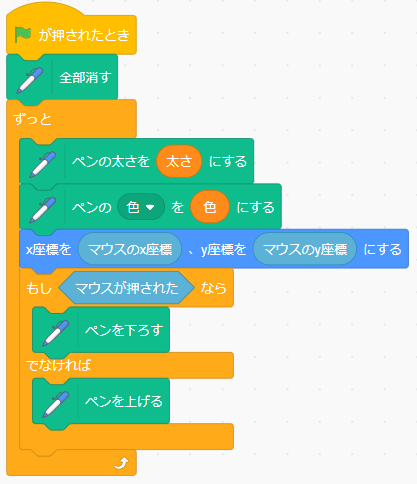 が押されたとき
全部消す
ずっと
ペンの太さを 太さ にする
ペンの 色 を 色 にする
x座標を マウスのx座標 、y座標を マウスのy座標 にする
もし マウスが押された なら
ペンを下ろす
でなければ
ペンを上げる